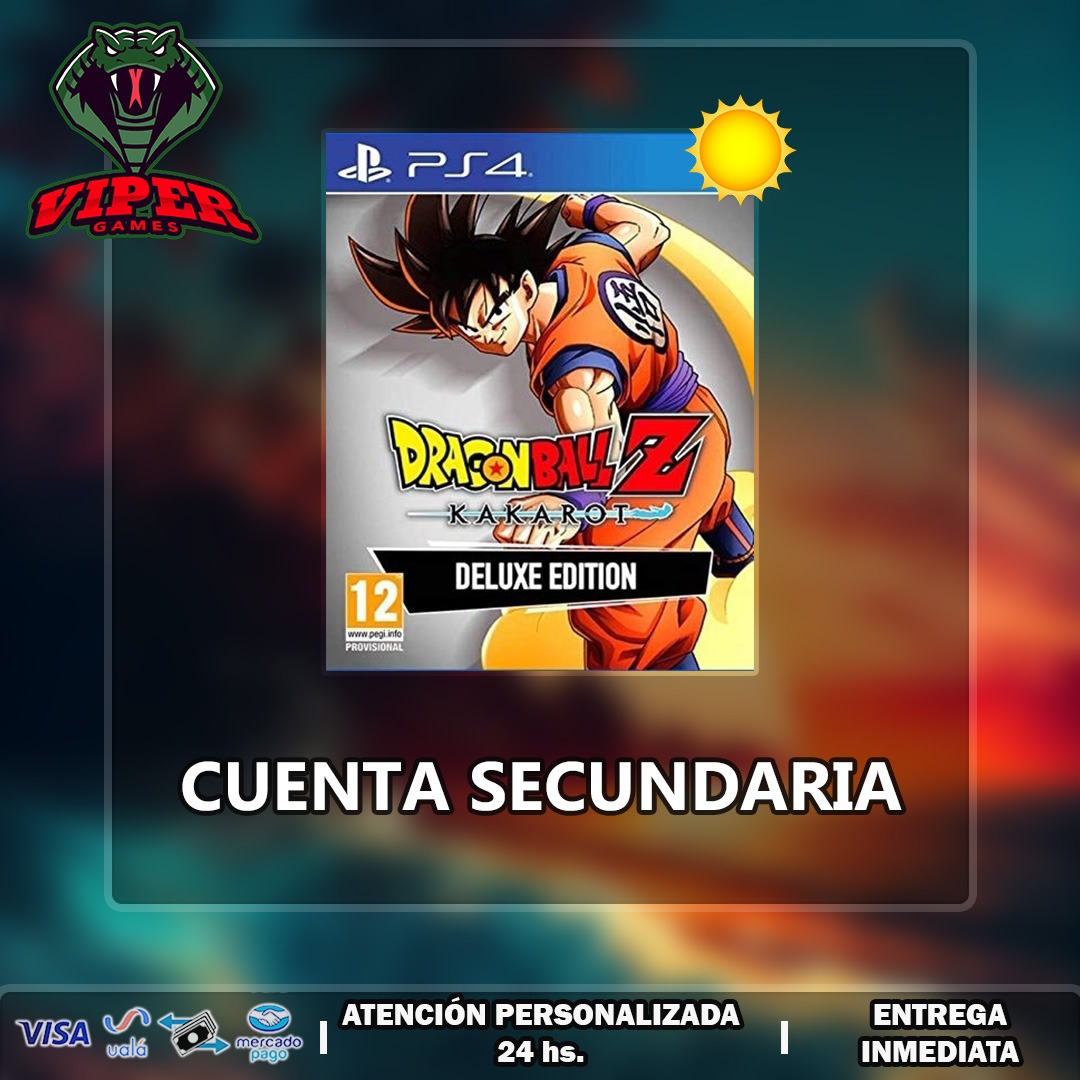 VIPER
GAMES
PS4
DRAGON BALL Z
KAKAROT
DELUXE EDITION
12
www.pegi.info
PROVISIONAL
CUENTA SECUNDARIA
VISA
ualá
mercado
pago
ATENCIÓN PERSONALIZADA
24 hs.
ENTREGA
INMEDIATA